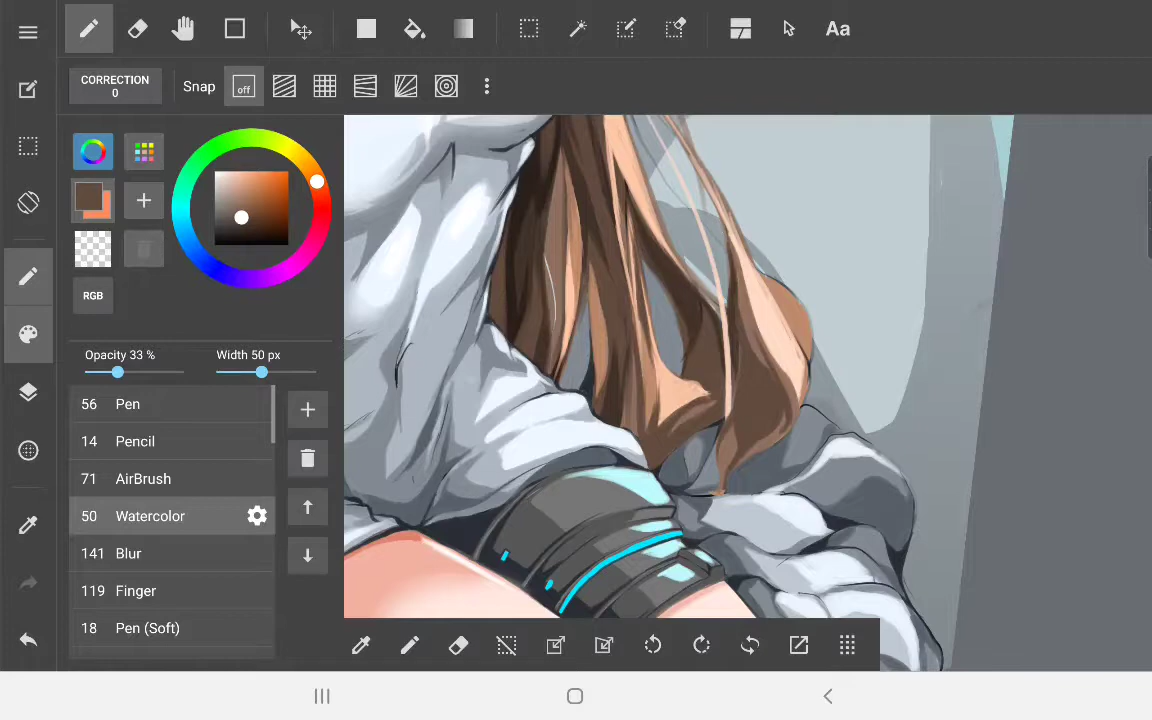 Aa
CORRECTION
0
Snap
off
RGB
Opacity 33 %
Width 50 px
56 Pen
14 Pencil
71 AirBrush
50 Watercolor
141 Blur
119 Finger
18 Pen (Soft)